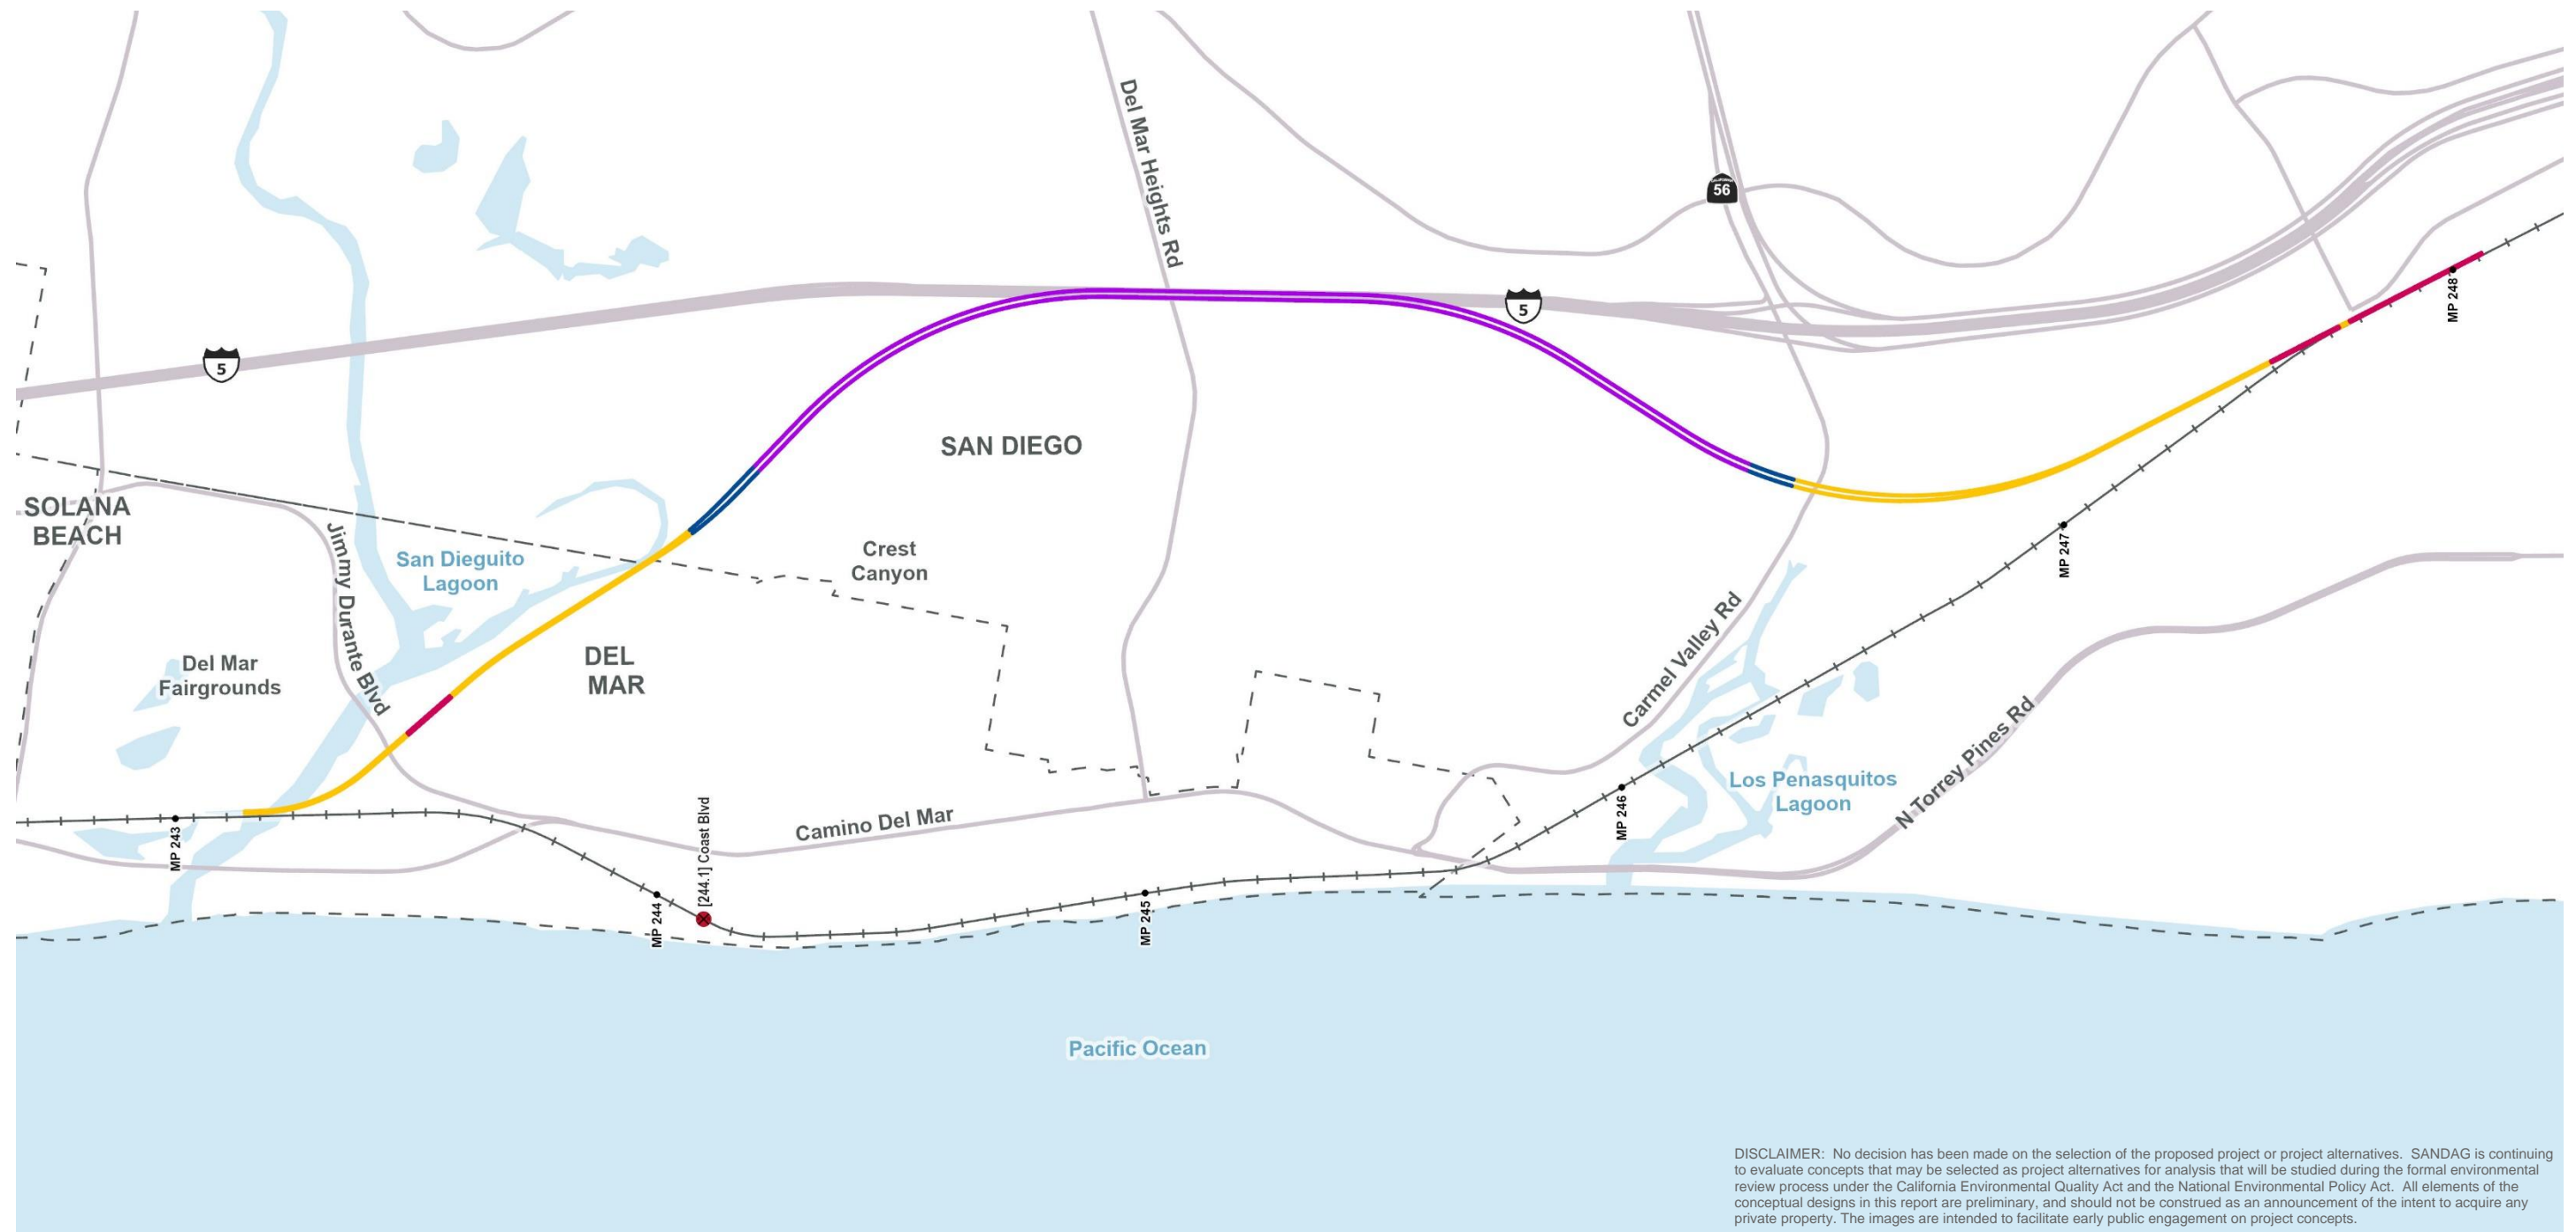 Del Mar Heights Rd
CALIFORNIA
56
5
5
MP 248
SAN DIEGO
SOLANA
BEACH
Jimmy Durante Blvd
San Dieguito
Lagoon
Crest
Canyon
MP 247
Del Mar
Fairgrounds
DEL
MAR
Carmel Valley Rd
N Torrey Pines Rd
Los Penasquitos
Lagoon
MP 243
MP 244
[244.1] Coast Blvd
Camino Del Mar
MP 245
MP 246
Pacific Ocean
DISCLAIMER: No decision has been made on the selection of the proposed project or project alternatives. SANDAG is continuing
to evaluate concepts that may be selected as project alternatives for analysis that will be studied during the formal environmental
review process under the California Environmental Quality Act and the National Environmental Policy Act. All elements of the
conceptual designs in this report are preliminary, and should not be construed as an announcement of the intent to acquire any
private property. The images are intended to facilitate early public engagement on project concepts.